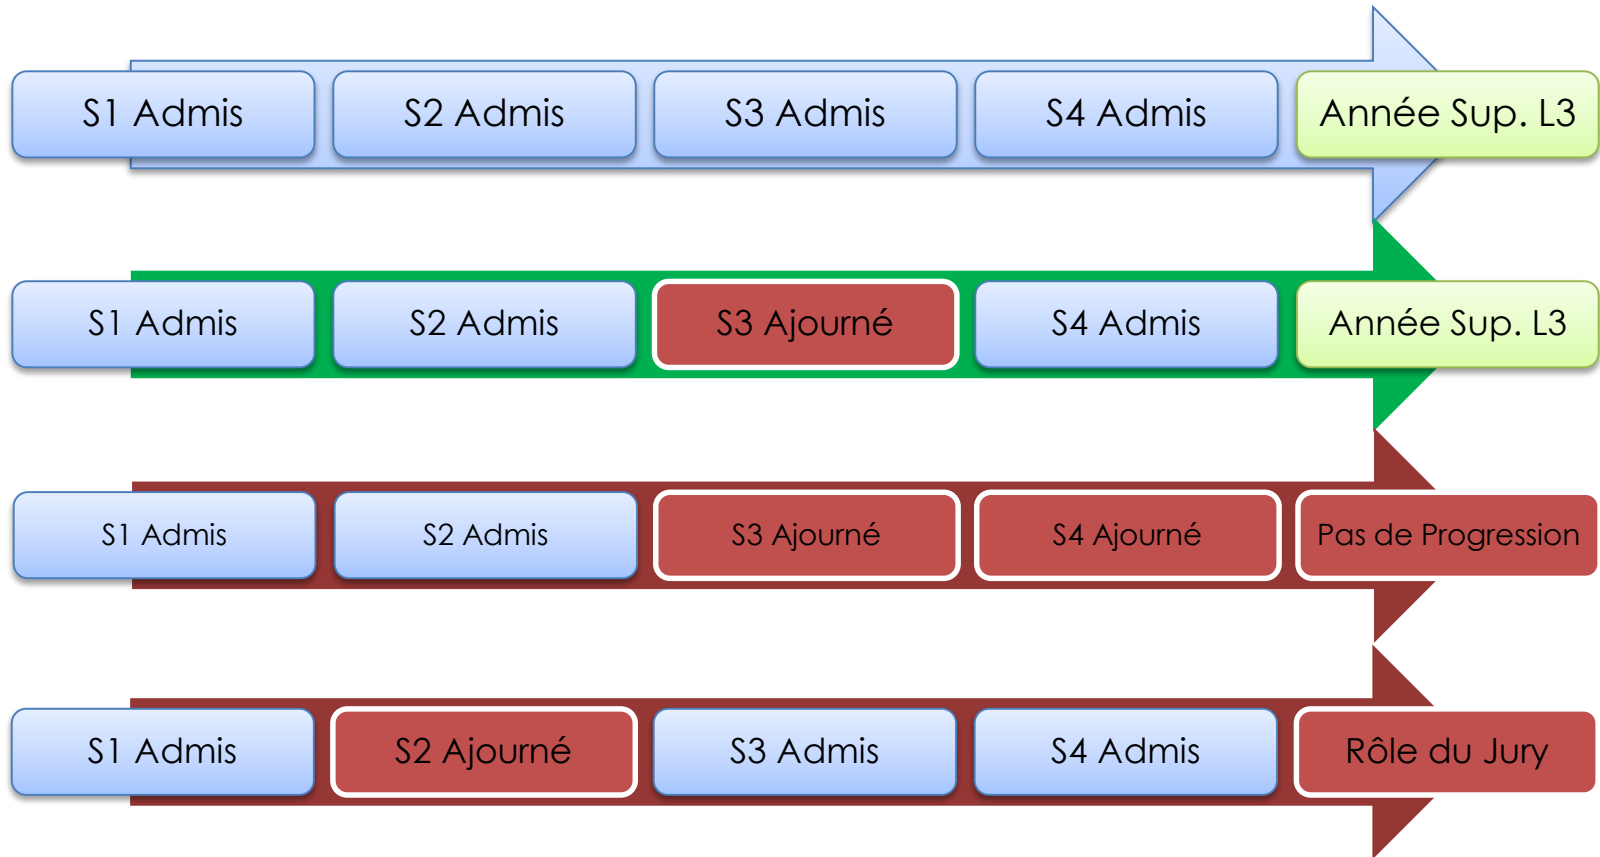 S1 Admis
S2 Admis
S3 Admis
S4 Admis
Année Sup. L3
S1 Admis
S2 Admis
S3 Ajourné
S4 Admis
Année Sup. L3
S1 Admis
S2 Admis
S3 Ajourné
S4 Ajourné
Pas de Progression
S1 Admis
S2 Ajourné
S3 Admis
S4 Admis
Rôle du Jury